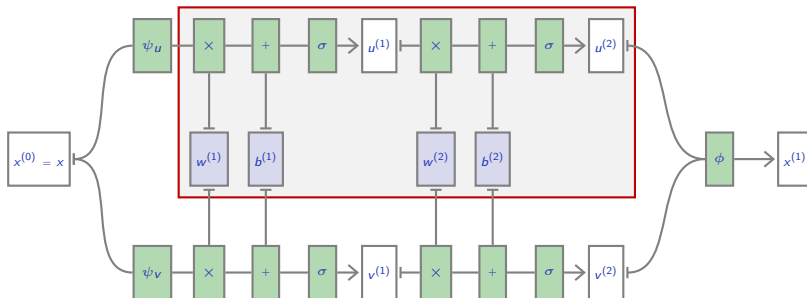 ψ_u × + σ u^(1) × + σ u^(2)
x^(0) = x w^(1) b^(1) w^(2) b^(2) ϕ x^(1)
ψ_v × + σ v^(1) × + σ v^(2)